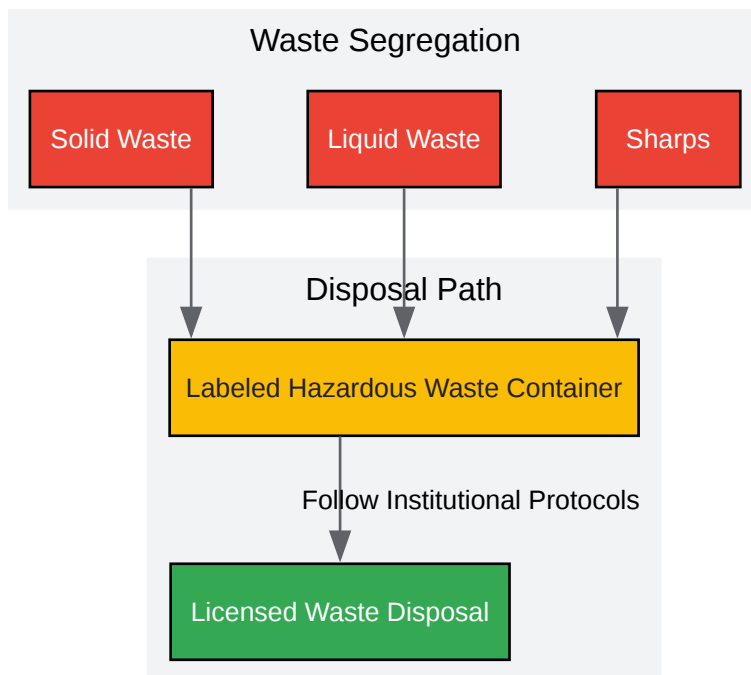 Waste Segregation
Solid Waste
Liquid Waste
Sharps
Disposal Path
Labeled Hazardous Waste Container
Follow Institutional Protocols
Licensed Waste Disposal